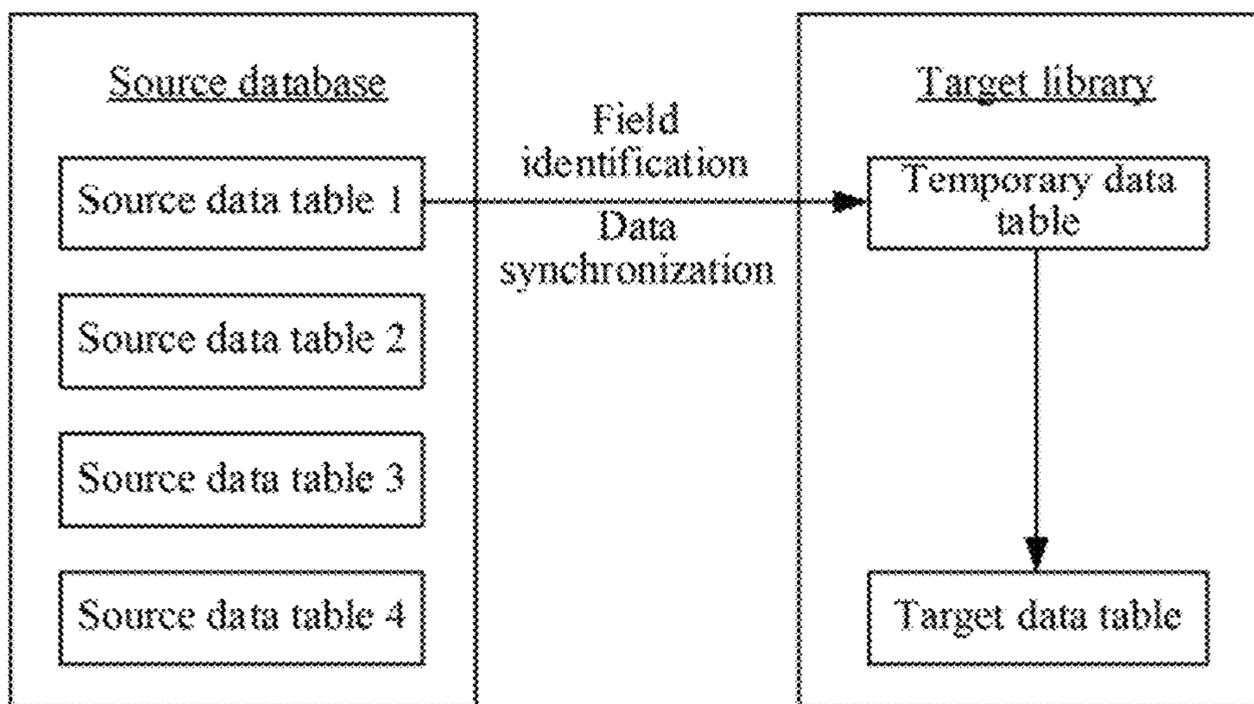 Source database
Source data table 1
Source data table 2
Source data table 3
Source data table 4
Field
identification
Data
synchronization
Target library
Temporary data
table
Target data table